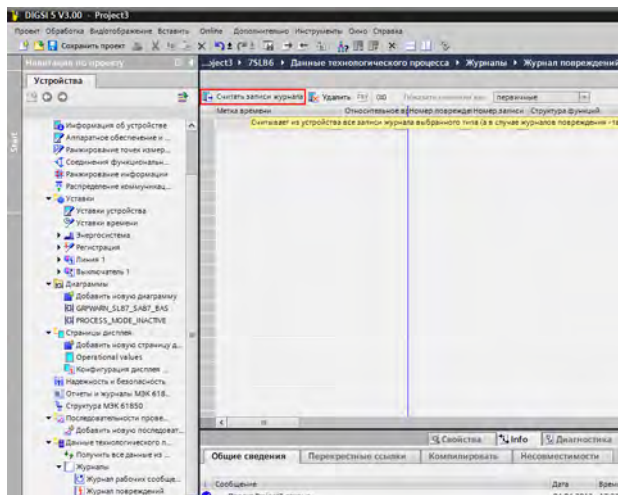 DIGSI 5 V3.00 - Project3
Проект Обработка Видеотображение Вставить Online Дополнительно Инструменты Окно Справка
Сохранить проект
Навигация по проекту
...ject3 ▸ 7SL86 ▸ Данные технологического процесса ▸ Журналы ▸ Журнал повреждений
Устройства
Считать записи журнала Удалить первичные
Метка времени Относительное в Номер поврежде Номер записи Структура функций
Считывает из устройства все записи журнала выбранного типа (а в случае журналов повреждения -
Start
Информация об устройстве
Аппаратное обеспечение и ...
Ранжирование точек измер...
Соединения функциональн...
Ранжирование информации
Распределение коммуникац...
Уставки
Уставки устройства
Уставки времени
Энергосистема
Регистрация
Линия 1
Выключатель 1
Диаграммы
Добавить новую диаграмму
GRPWARN_SL87_SA87_BAS
PROCESS_MODE_INACTIVE
Страницы дисплея
Добавить новую страницу д...
Operational values
Конфигурация дисплея ...
Надежность и безопасность
Отчеты и журналы МЭК 618...
Структура МЭК 61850
Последовательности прове...
Добавить новую последоват...
Данные технологического п...
Получить все данные из ...
Журналы
Журнал рабочих сообще...
Журнал повреждений
Свойства Info Диагностика
Общие сведения Перекрестные ссылки Компилировать Несовместимости
Сообщение Дата Время